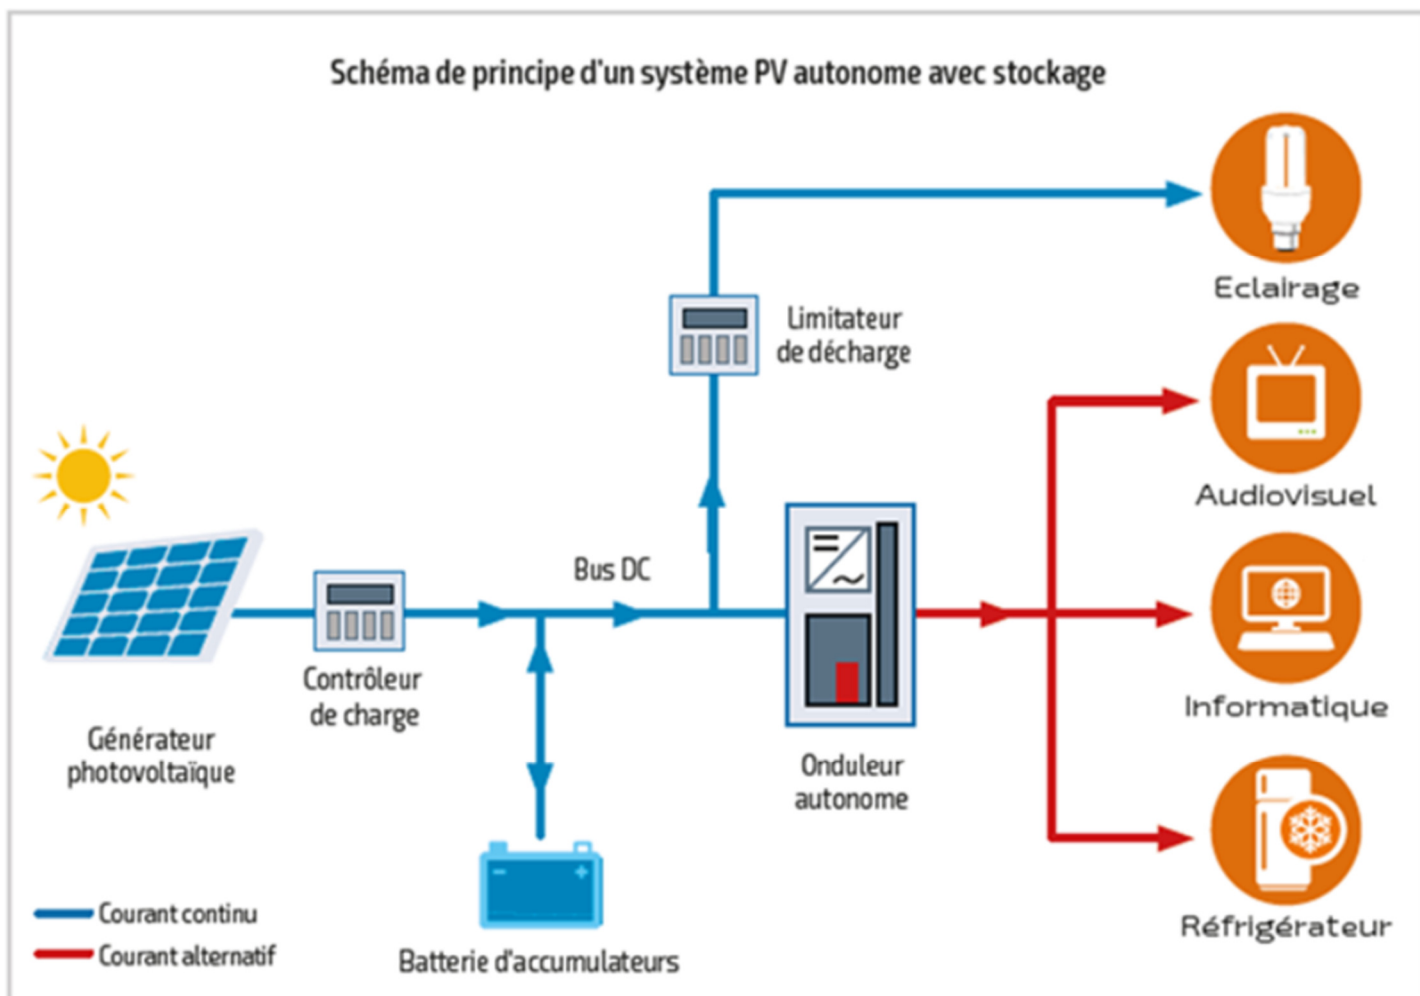 Schéma de principe d'un système PV autonome avec stockage
Eclairage
Limitateur
de décharge
Audiovisuel
Bus DC
Contrôleur
de charge
Informatique
Générateur
photovoltaïque
Onduleur
autonome
Courant continu
Courant alternatif
Batterie d'accumulateurs
Réfrigérateur